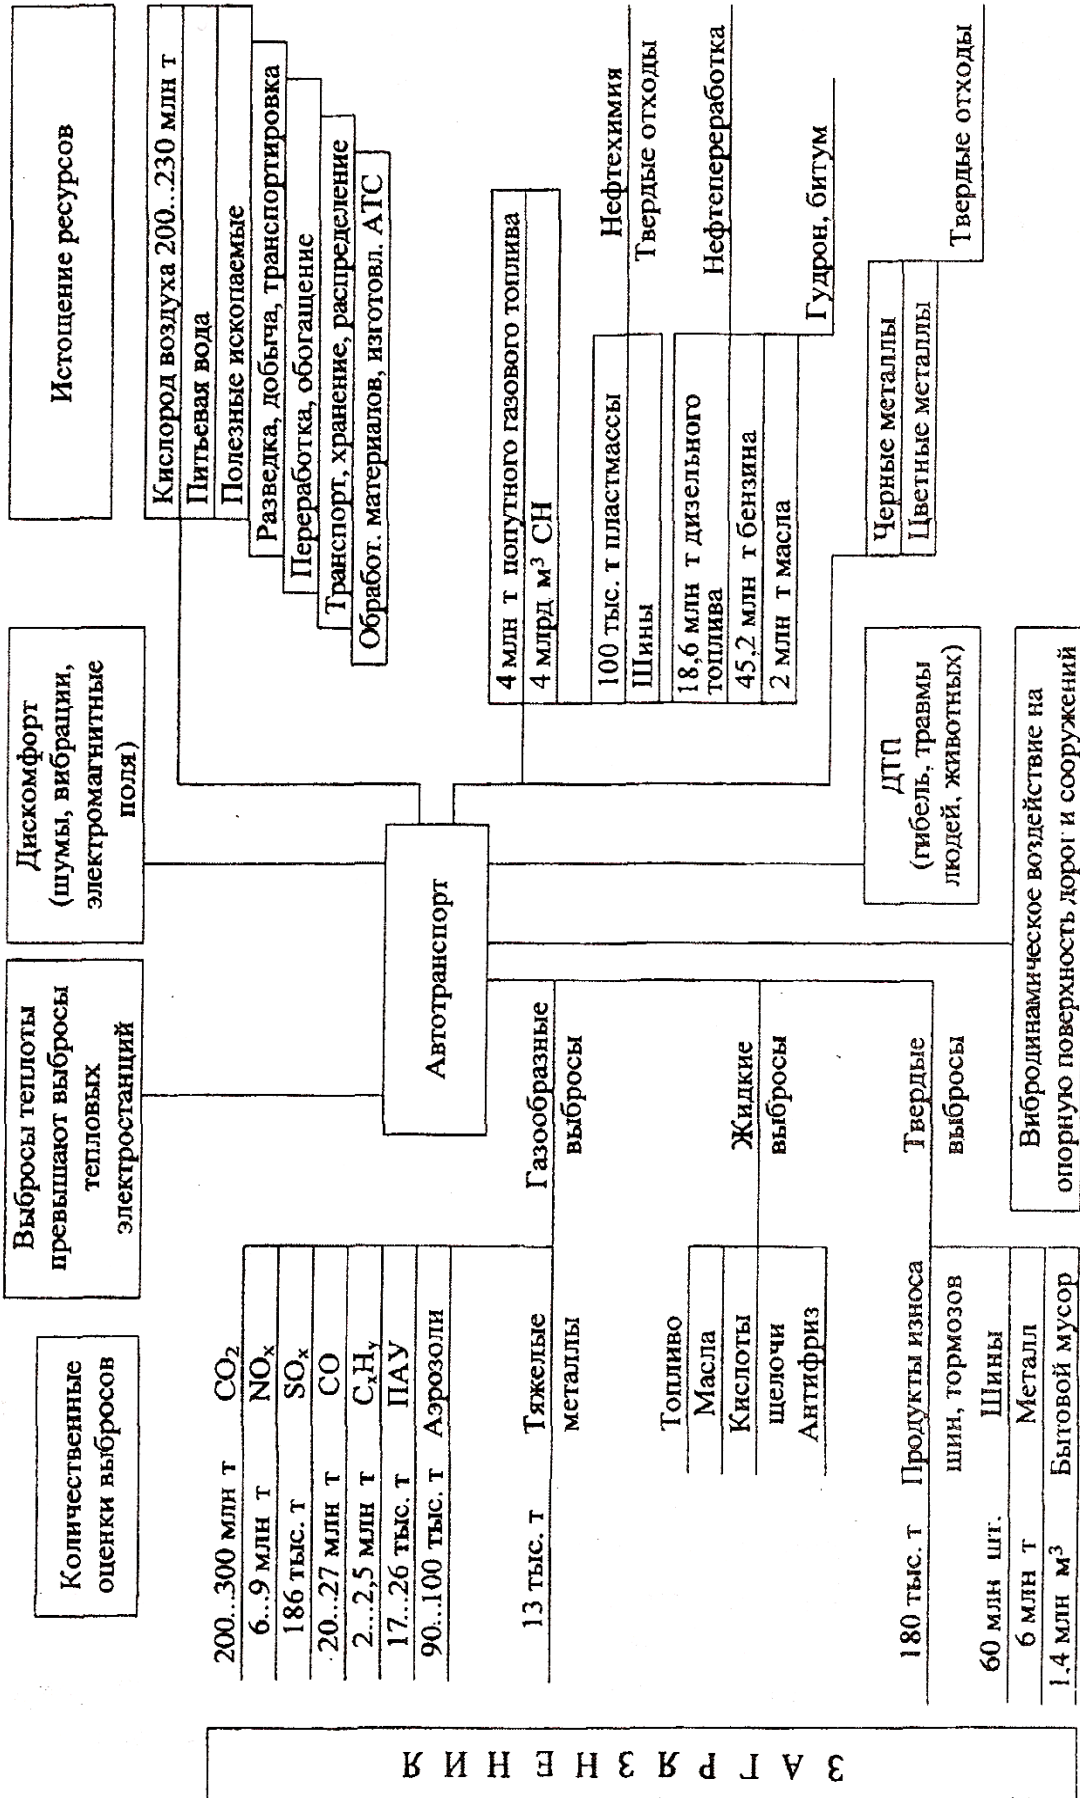 ЗАГРЯЗНЕНИЯ
Количественные
оценки выбросов
Выбросы теплоты
превышают выбросы
тепловых
электростанций
Дискомфорт
(шумы, вибрации,
электромагнитные
поля)
Истощение ресурсов
200...300 млн т CO2
6...9 млн т NOx
186 тыс. т SOx
20...27 млн т CO
2...2,5 млн т CxHy
17...26 тыс. т ПАУ
90...100 тыс. т Аэрозоли
13 тыс. т Тяжелые
металлы
Газообразные
выбросы
Топливо
Масла
Кислоты
щелочи
Антифриз
Жидкие
выбросы
180 тыс. т Продукты износа
шин, тормозов
60 млн шт. Шины
6 млн т Металл
1,4 млн м³ Бытовой мусор
Твердые
выбросы
Автотранспорт
Кислород воздуха 200...230 млн т
Питьевая вода
Полезные ископаемые
Разведка, добыча, транспортировка
Переработка, обогащение
Транспорт, хранение, распределение
Обработ. материалов, изготовл. АТС
4 млн т попутного газового топлива
4 млрд м³ СН
100 тыс. т пластмассы
Шины
Нефтехимия
Твердые отходы
18,6 млн т дизельного
топлива
45,2 млн т бензина
2 млн т масла
Нефтепереработка
Гудрон, битум
Черные металлы
Цветные металлы
Твердые отходы
ДТП
(гибель, травмы
людей, животных)
Вибродинамическое воздействие на
опорную поверхность дорог и сооружений